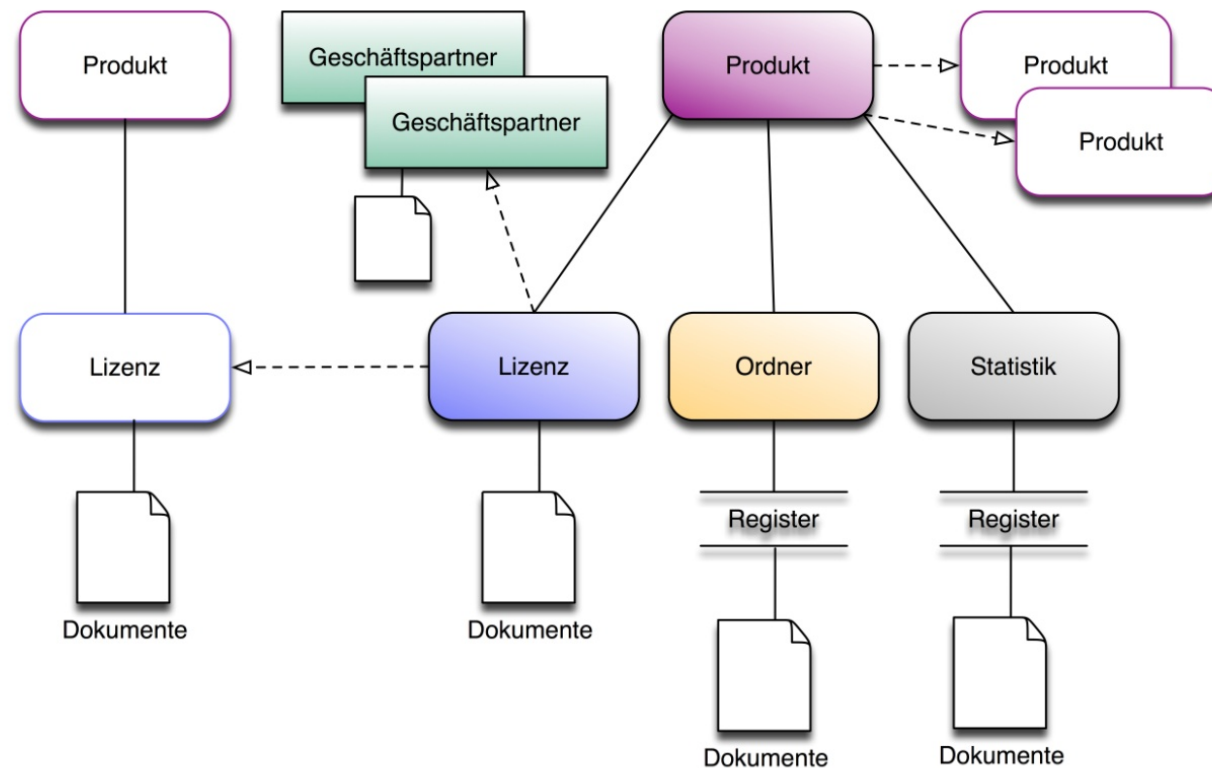 Produkt
Geschäftspartner
Geschäftspartner
Produkt
Produkt
Produkt
Lizenz
Lizenz
Ordner
Statistik
Register
Register
Dokumente
Dokumente
Dokumente
Dokumente